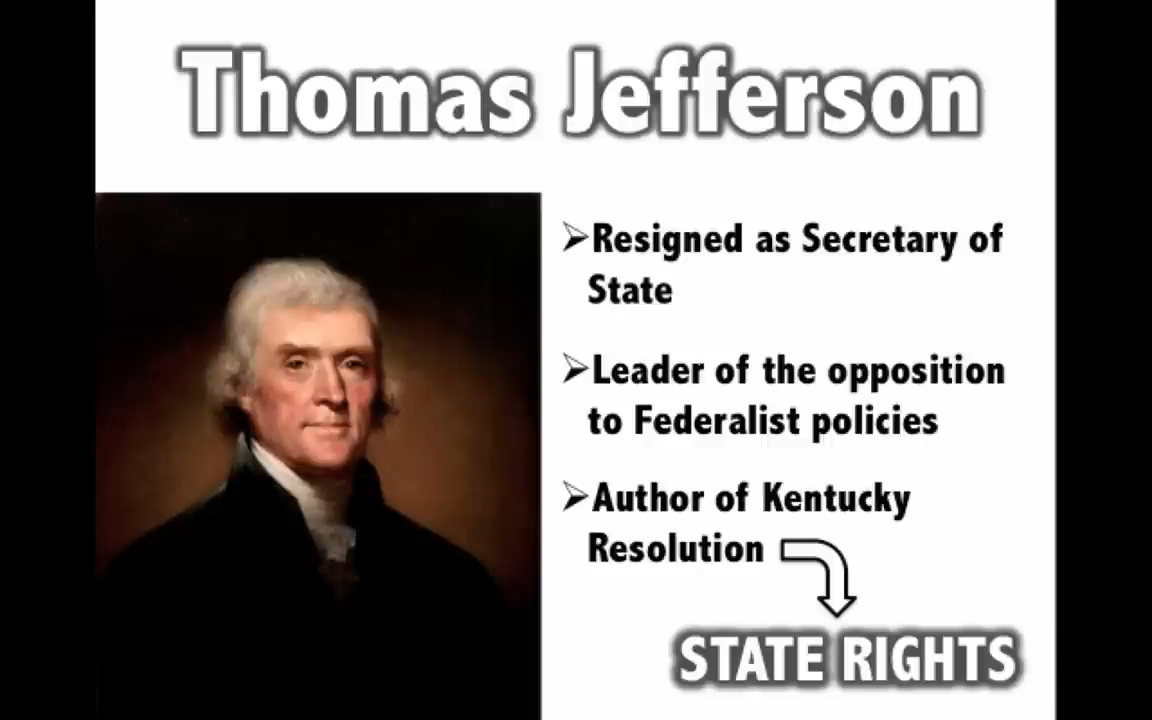 Thomas Jefferson
➢Resigned as Secretary of
State
➢Leader of the opposition
to Federalist policies
➢Author of Kentucky
Resolution
STATE RIGHTS